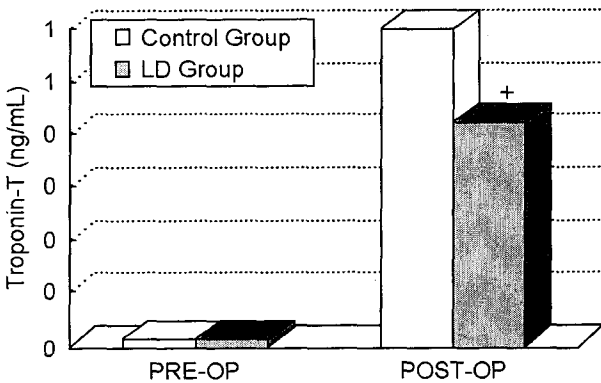 Troponin-T (ng/mL)
1
1
0
0
0
0
0
Control Group
LD Group
+
PRE-OP
POST-OP